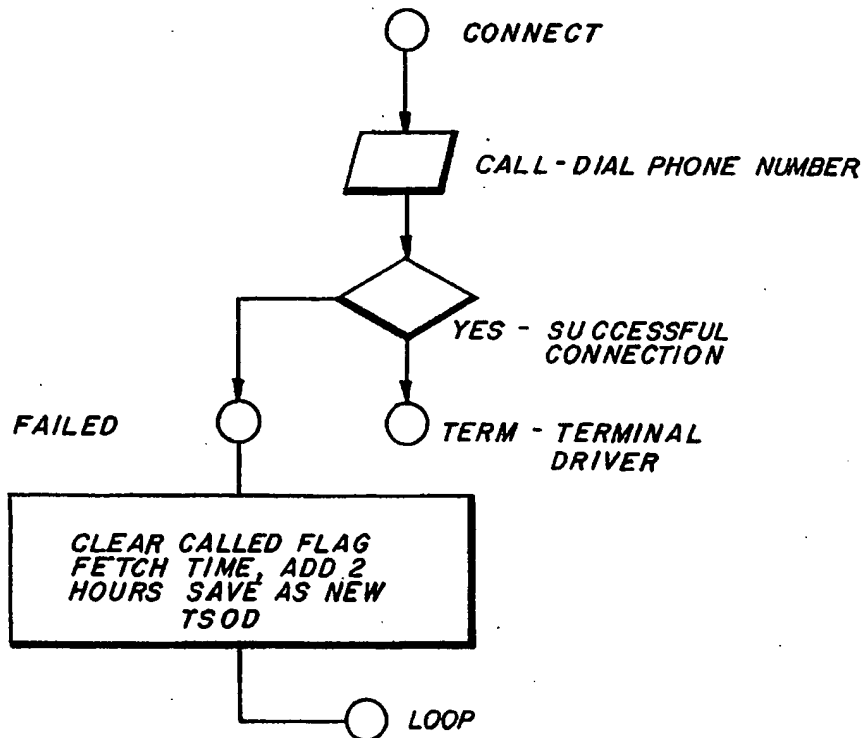 CONNECT
CALL-DIAL PHONE NUMBER
YES - SUCCESSFUL
CONNECTION
FAILED
TERM - TERMINAL
DRIVER
CLEAR CALLED FLAG
FETCH TIME, ADD 2
HOURS SAVE AS NEW
TSOD
LOOP